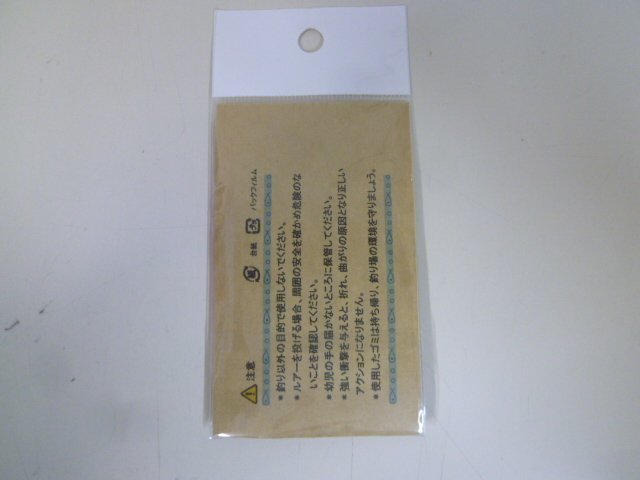 ⚠注意
台紙
パックフィルム
＊釣り以外の目的で使用しないでください。
＊ルアーを投げる場合、周囲の安全を確かめ危険のな
いことを確認してください。
＊幼児の手の届かないところに保管してください。
＊強い衝撃を与えると、折れ、曲がりの原因となり正しい
アクションになりません。
＊使用したゴミは持ち帰り、釣り場の環境を守りましょう。